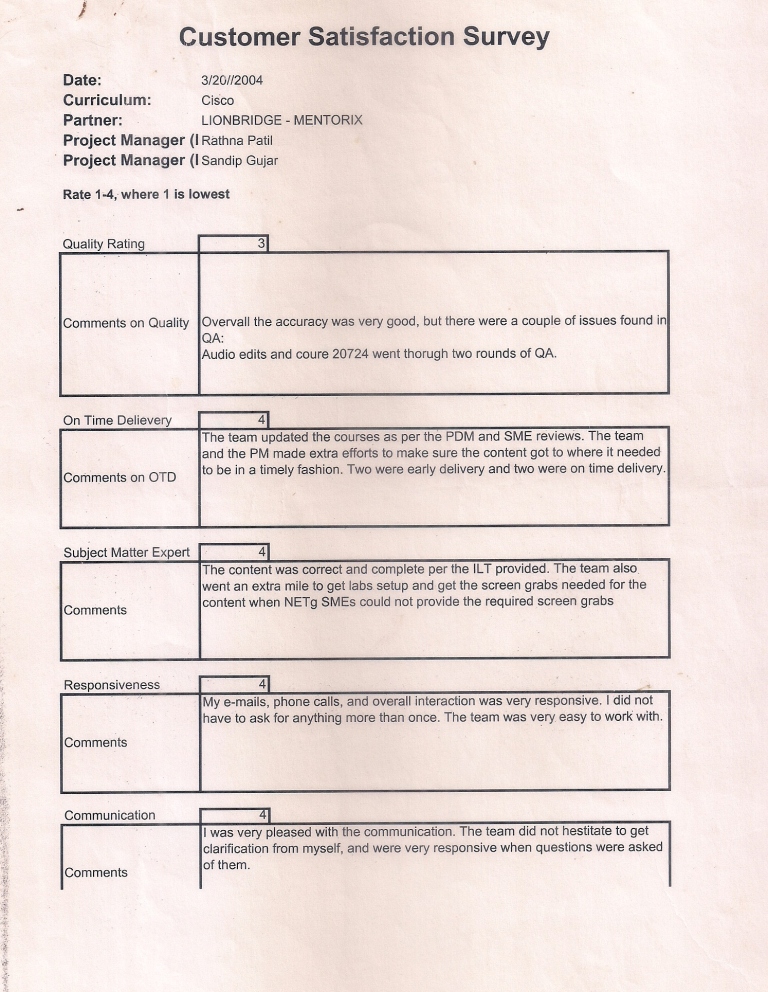 Customer Satisfaction Survey
Date: 3/20//2004
Curriculum: Cisco
Partner: LIONBRIDGE - MENTORIX
Project Manager (I Rathna Patil
Project Manager (I Sandip Gujar
Rate 1-4, where 1 is lowest
Quality Rating 3
Comments on Quality
Overvall the accuracy was very good, but there were a couple of issues found in
QA:
Audio edits and coure 20724 went thorugh two rounds of QA.
On Time Delievery 4
Comments on OTD
The team updated the courses as per the PDM and SME reviews. The team
and the PM made extra efforts to make sure the content got to where it needed
to be in a timely fashion. Two were early delivery and two were on time delivery.
Subject Matter Expert 4
Comments
The content was correct and complete per the ILT provided. The team also
went an extra mile to get labs setup and get the screen grabs needed for the
content when NETg SMEs could not provide the required screen grabs
Responsiveness 4
Comments
My e-mails, phone calls, and overall interaction was very responsive. I did not
have to ask for anything more than once. The team was very easy to work with.
Communication 4
Comments
I was very pleased with the communication. The team did not hestitate to get
clarification from myself, and were very responsive when questions were asked
of them.